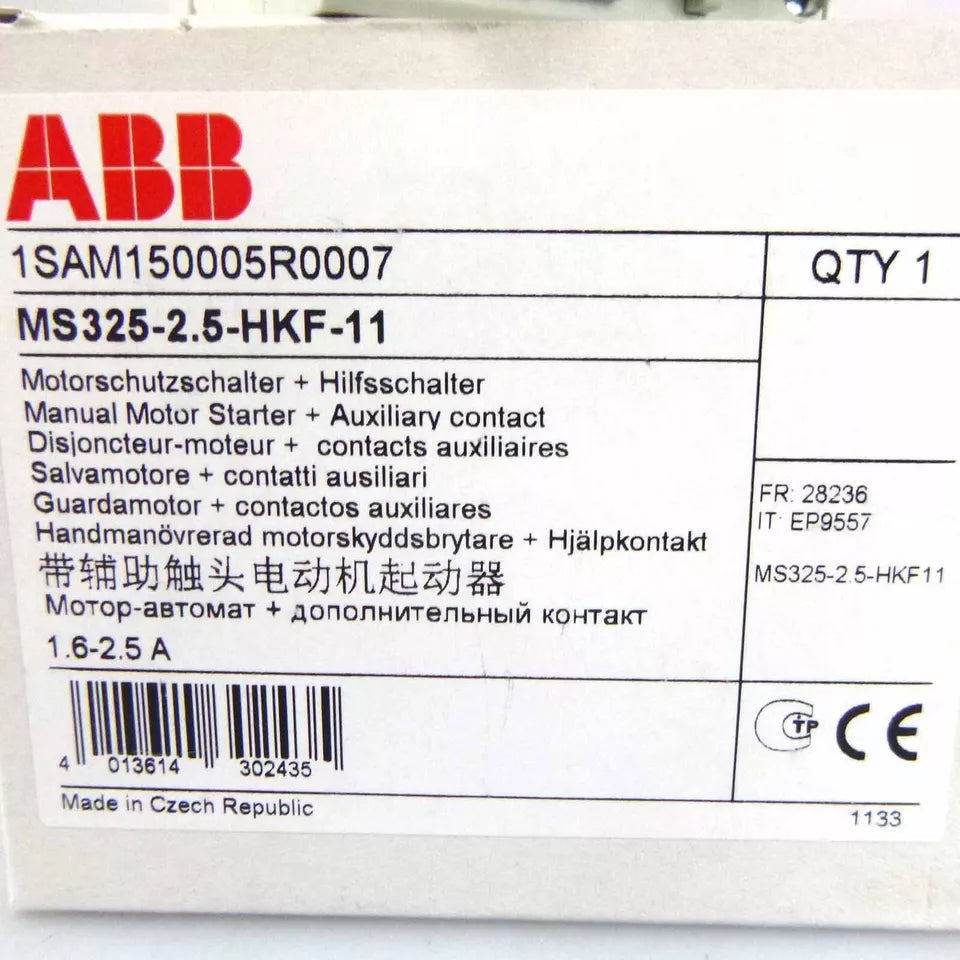 ABB
1SAM150005R0007
QTY 1
MS325-2.5-HKF-11
Motorschutzschalter + Hilfsschalter
Manual Motor Starter + Auxiliary contact
Disjoncteur-moteur + contacts auxiliaires
Salvamotore + contatti ausiliari
Guardamotor + contactos auxiliares
Handmanövrerad motorskyddsbrytare + Hjälpkontakt
带辅助触头电动机起动器
Мотор-автомат + дополнительный контакт
1.6-2.5 A
FR: 28236
IT: EP9557
MS325-2.5-HKF11
4 013614 302435
СТР CE
Made in Czech Republic
1133